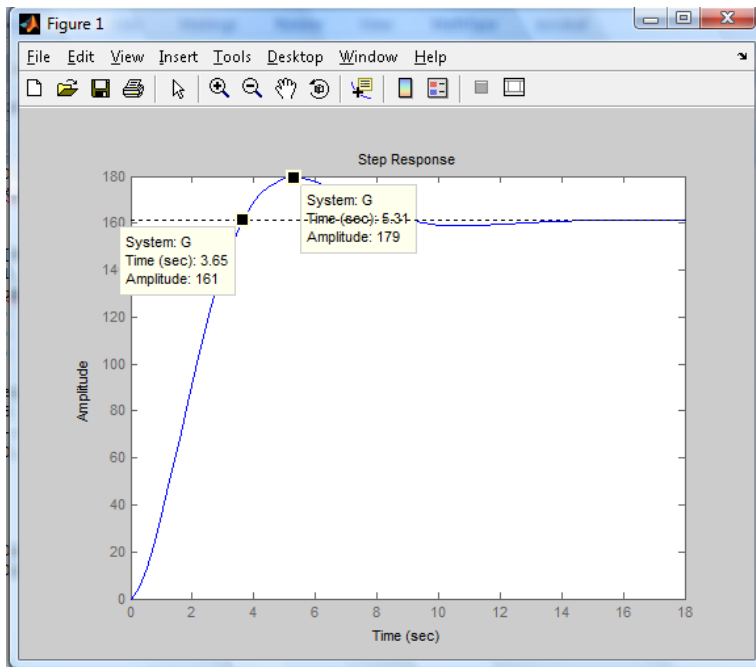 Figure 1
File Edit View Insert Tools Desktop Window Help
Step Response
180
160
140
120
100
80
60
40
20
0
Amplitude
System: G
Time (sec): 5.31
Amplitude: 179
System: G
Time (sec): 3.65
Amplitude: 161
0 2 4 6 8 10 12 14 16 18
Time (sec)